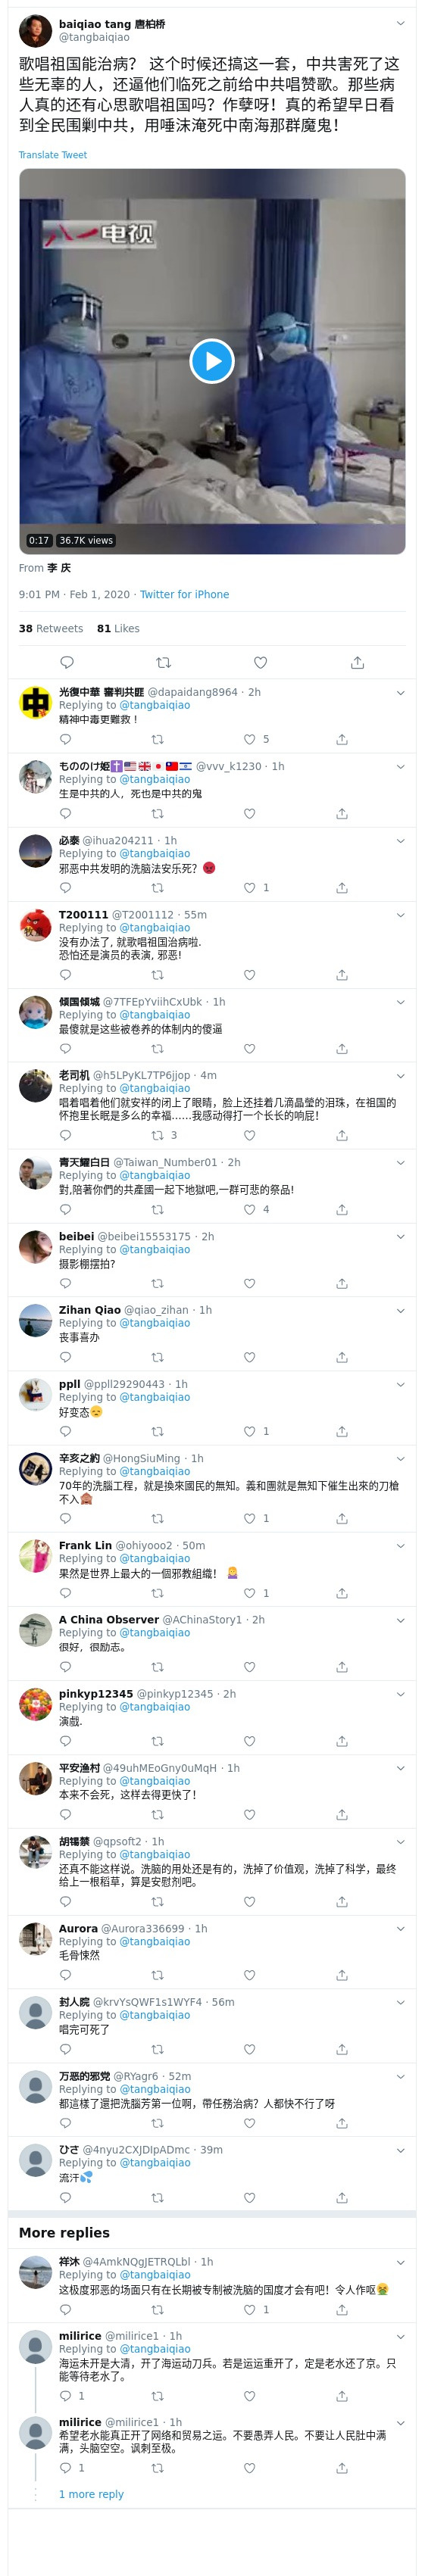 baiqiao tang 唐柏桥
@tangbaiqiao
歌唱祖国能治病？ 这个时候还搞这一套，中共害死了这
些无辜的人，还逼他们临死之前给中共唱赞歌。那些病
人真的还有心思歌唱祖国吗？作孽呀！真的希望早日看
到全民围剿中共，用唾沫淹死中南海那群魔鬼！
Translate Tweet
八一电视
0:17 36.7K views
From 李 庆
9:01 PM · Feb 1, 2020 · Twitter for iPhone
38 Retweets 81 Likes
光復中華 審判共匪 @dapaidang8964 · 2h
Replying to @tangbaiqiao
精神中毒更難救！
5
もののけ姫✝️🇺🇸🇬🇧🇯🇵🇹🇼🇮🇱 @vvv_k1230 · 1h
Replying to @tangbaiqiao
生是中共的人，死也是中共的鬼
必泰 @ihua204211 · 1h
Replying to @tangbaiqiao
邪恶中共发明的洗脑法安乐死？😡
1
T200111 @T2001112 · 55m
Replying to @tangbaiqiao
没有办法了, 就歌唱祖国治病啦.
恐怕还是演员的表演, 邪恶!
傾国傾城 @7TFEpYviihCxUbk · 1h
Replying to @tangbaiqiao
最傻就是这些被卷养的体制内的傻逼
老司机 @h5LPyKL7TP6jjop · 4m
Replying to @tangbaiqiao
唱着唱着他们就安祥的闭上了眼睛，脸上还挂着几滴晶莹的泪珠，在祖国的
怀抱里长眠是多么的幸福……我感动得打一个长长的响屁！
3
青天耀白日 @Taiwan_Number01 · 2h
Replying to @tangbaiqiao
對,陪著你們的共產國一起下地獄吧,一群可悲的祭品!
4
beibei @beibei15553175 · 2h
Replying to @tangbaiqiao
摄影棚摆拍?
Zihan Qiao @qiao_zihan · 1h
Replying to @tangbaiqiao
丧事喜办
ppll @ppll29290443 · 1h
Replying to @tangbaiqiao
好变态😞
1
辛亥之約 @HongSiuMing · 1h
Replying to @tangbaiqiao
70年的洗腦工程，就是換來國民的無知。義和團就是無知下催生出來的刀槍
不入🙈
1
Frank Lin @ohiyooo2 · 50m
Replying to @tangbaiqiao
果然是世界上最大的一個邪教組織！ 🤷‍♀️
1
A China Observer @AChinaStory1 · 2h
Replying to @tangbaiqiao
很好，很励志。
pinkyp12345 @pinkyp12345 · 2h
Replying to @tangbaiqiao
演戲.
平安渔村 @49uhMEoGny0uMqH · 1h
Replying to @tangbaiqiao
本来不会死，这样去得更快了！
胡锡禁 @qpsoft2 · 1h
Replying to @tangbaiqiao
还真不能这样说。洗脑的用处还是有的，洗掉了价值观，洗掉了科学，最终
给上一根稻草，算是安慰剂吧。
Aurora @Aurora336699 · 1h
Replying to @tangbaiqiao
毛骨悚然
封人院 @krvYsQWF1s1WYF4 · 56m
Replying to @tangbaiqiao
唱完可死了
万恶的邪党 @RYagr6 · 52m
Replying to @tangbaiqiao
都這樣了還把洗腦芳第一位啊，帶任務治病？人都快不行了呀
ひさ @4nyu2CXJDIpADmc · 39m
Replying to @tangbaiqiao
流汗💦
More replies
祥沐 @4AmkNQgJETRQLbl · 1h
Replying to @tangbaiqiao
这极度邪恶的场面只有在长期被专制被洗脑的国度才会有吧！令人作呕🤮
1
milirice @milirice1 · 1h
Replying to @tangbaiqiao
海运未开是大清，开了海运动刀兵。若是运运重开了，定是老水还了京。只
能等待老水了。
1
milirice @milirice1 · 1h
希望老水能真正开了网络和贸易之运。不要愚弄人民。不要让人民肚中满
满，头脑空空。讽刺至极。
1
1 more reply